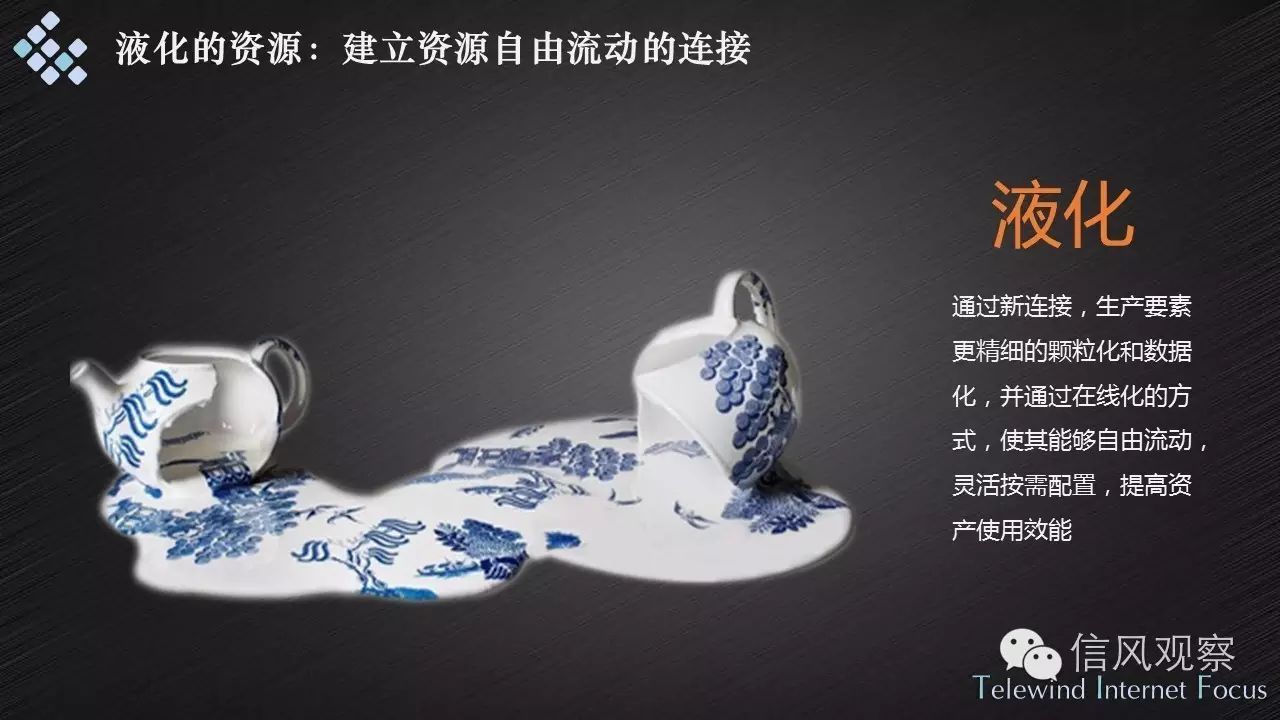 液化的资源：建立资源自由流动的连接
液化
通过新连接，生产要素
更精细的颗粒化和数据
化，并通过在线化的方
式，使其能够自由流动，
灵活按需配置，提高资
产使用效能
信风观察
Telewind Internet Focus